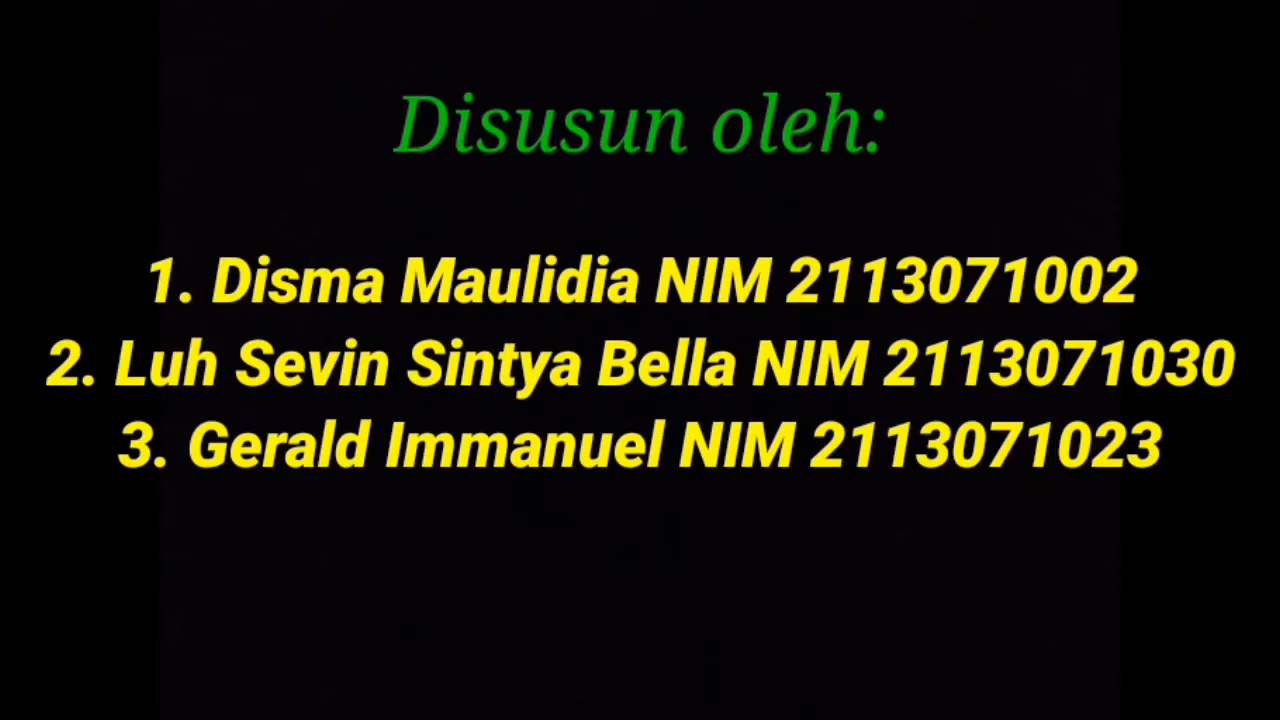 Disusun oleh:
1. Disma Maulidia NIM 2113071002
2. Luh Sevin Sintya Bella NIM 2113071030
3. Gerald Immanuel NIM 2113071023